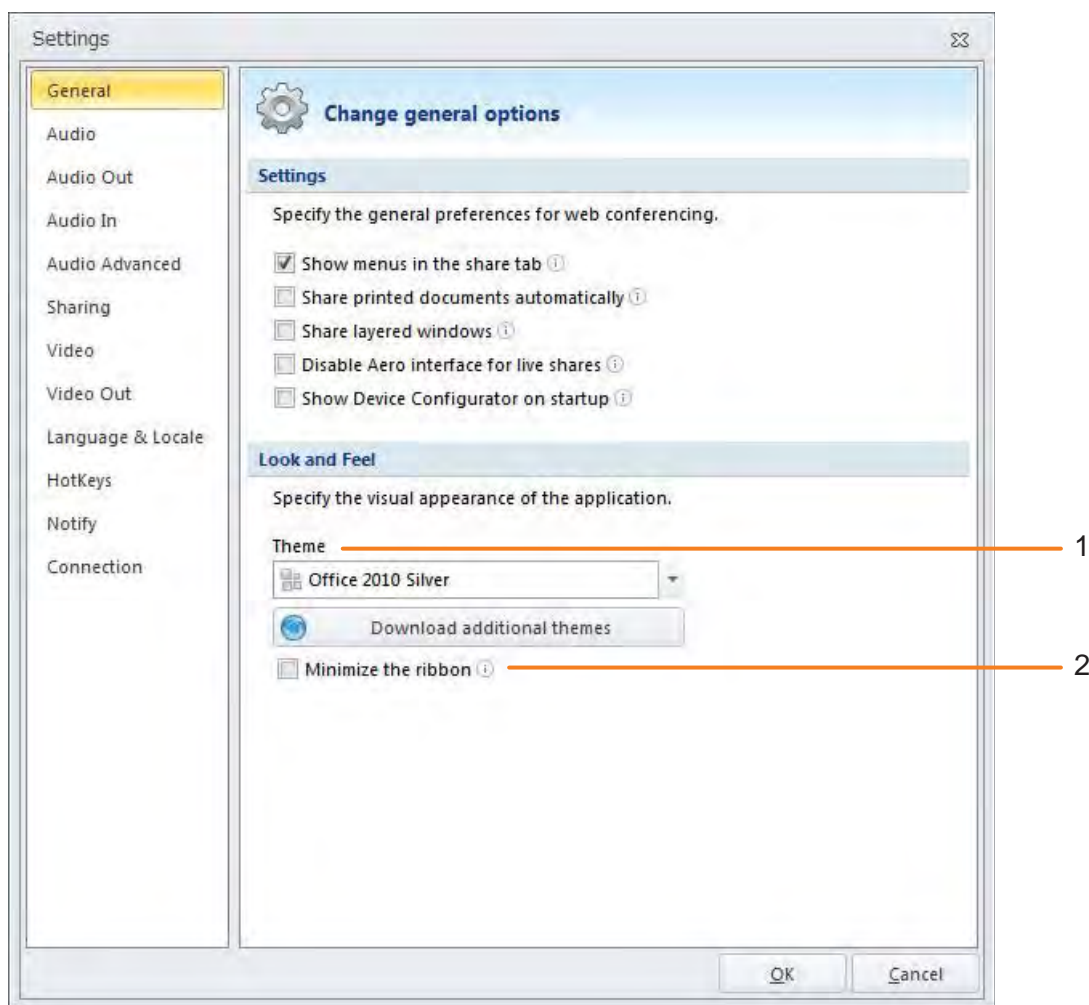 Settings
General
Audio
Audio Out
Audio In
Audio Advanced
Sharing
Video
Video Out
Language & Locale
HotKeys
Notify
Connection
Change general options
Settings
Specify the general preferences for web conferencing.
Show menus in the share tab
Share printed documents automatically
Share layered windows
Disable Aero interface for live shares
Show Device Configurator on startup
Look and Feel
Specify the visual appearance of the application.
Theme
1
Office 2010 Silver
Download additional themes
Minimize the ribbon
2
OK
Cancel